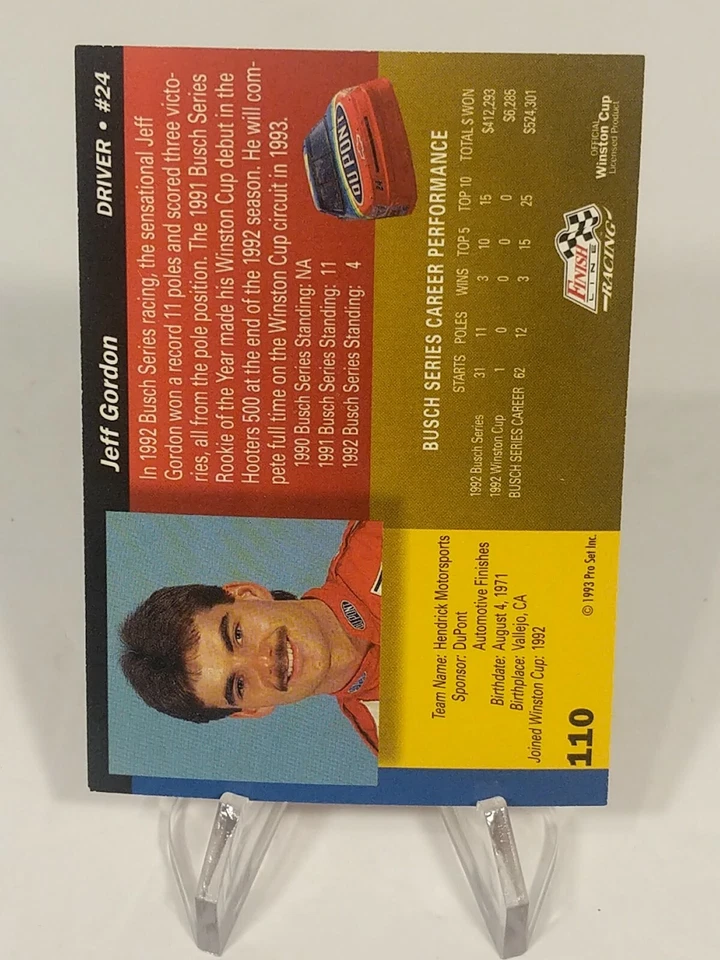 Jeff Gordon
DRIVER • #24
In 1992 Busch Series racing, the sensational Jeff
Gordon won a record 11 poles and scored three victo-
ries, all from the pole position. The 1991 Busch Series
Rookie of the Year made his Winston Cup debut in the
Hooters 500 at the end of the 1992 season. He will com-
pete full time on the Winston Cup circuit in 1993.
1990 Busch Series Standing: NA
1991 Busch Series Standing: 11
1992 Busch Series Standing: 4
DU PONT
24
DUPONT
Team Name: Hendrick Motorsports
Sponsor: DuPont
Automotive Finishes
Birthdate: August 4, 1971
Birthplace: Vallejo, CA
Joined Winston Cup: 1992
110
© 1993 Pro Set Inc.
BUSCH SERIES CAREER PERFORMANCE
STARTS POLES WINS TOP 5 TOP 10 TOTAL $ WON
1992 Busch Series 31 11 3 10 15 $412,293
1992 Winston Cup 1 0 0 0 0 $6,285
BUSCH SERIES CAREER 62 12 3 15 25 $524,301
FINISH
LINE
RACING
OFFICIAL
Winston Cup
Licensed Product